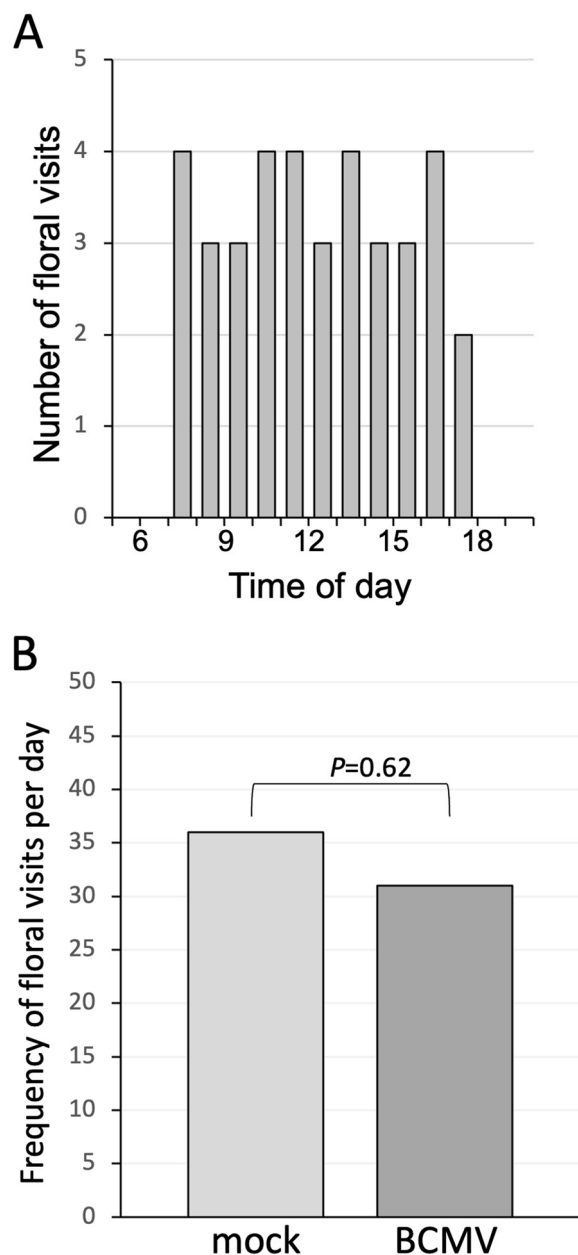 A
Number of floral visits
5
4
3
2
1
0
6 9 12 15 18
Time of day
B
Frequency of floral visits per day
50
45
40
35
30
25
20
15
10
5
0
P=0.62
mock BCMV